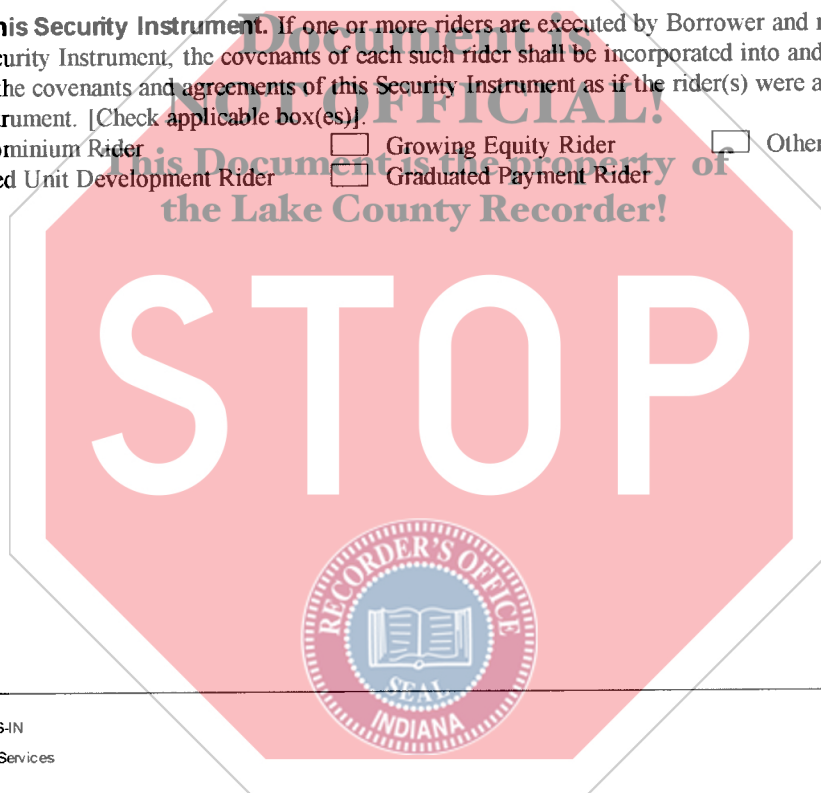 his Security Instrument. If one or more riders are executed by Borrower and
curity Instrument, the covenants of each such rider shall be incorporated into and
the covenants and agreements of this Security Instrument as if the rider(s) were a
rument. [Check applicable box(es)].
ominium Rider Growing Equity Rider Other
ed Unit Development Rider Graduated Payment Rider
Document is
NOT OFFICIAL!
This Document is the property of
the Lake County Recorder!
STOP
RECORDER'S OFFICE
SEAL
INDIANA
S-IN
Services